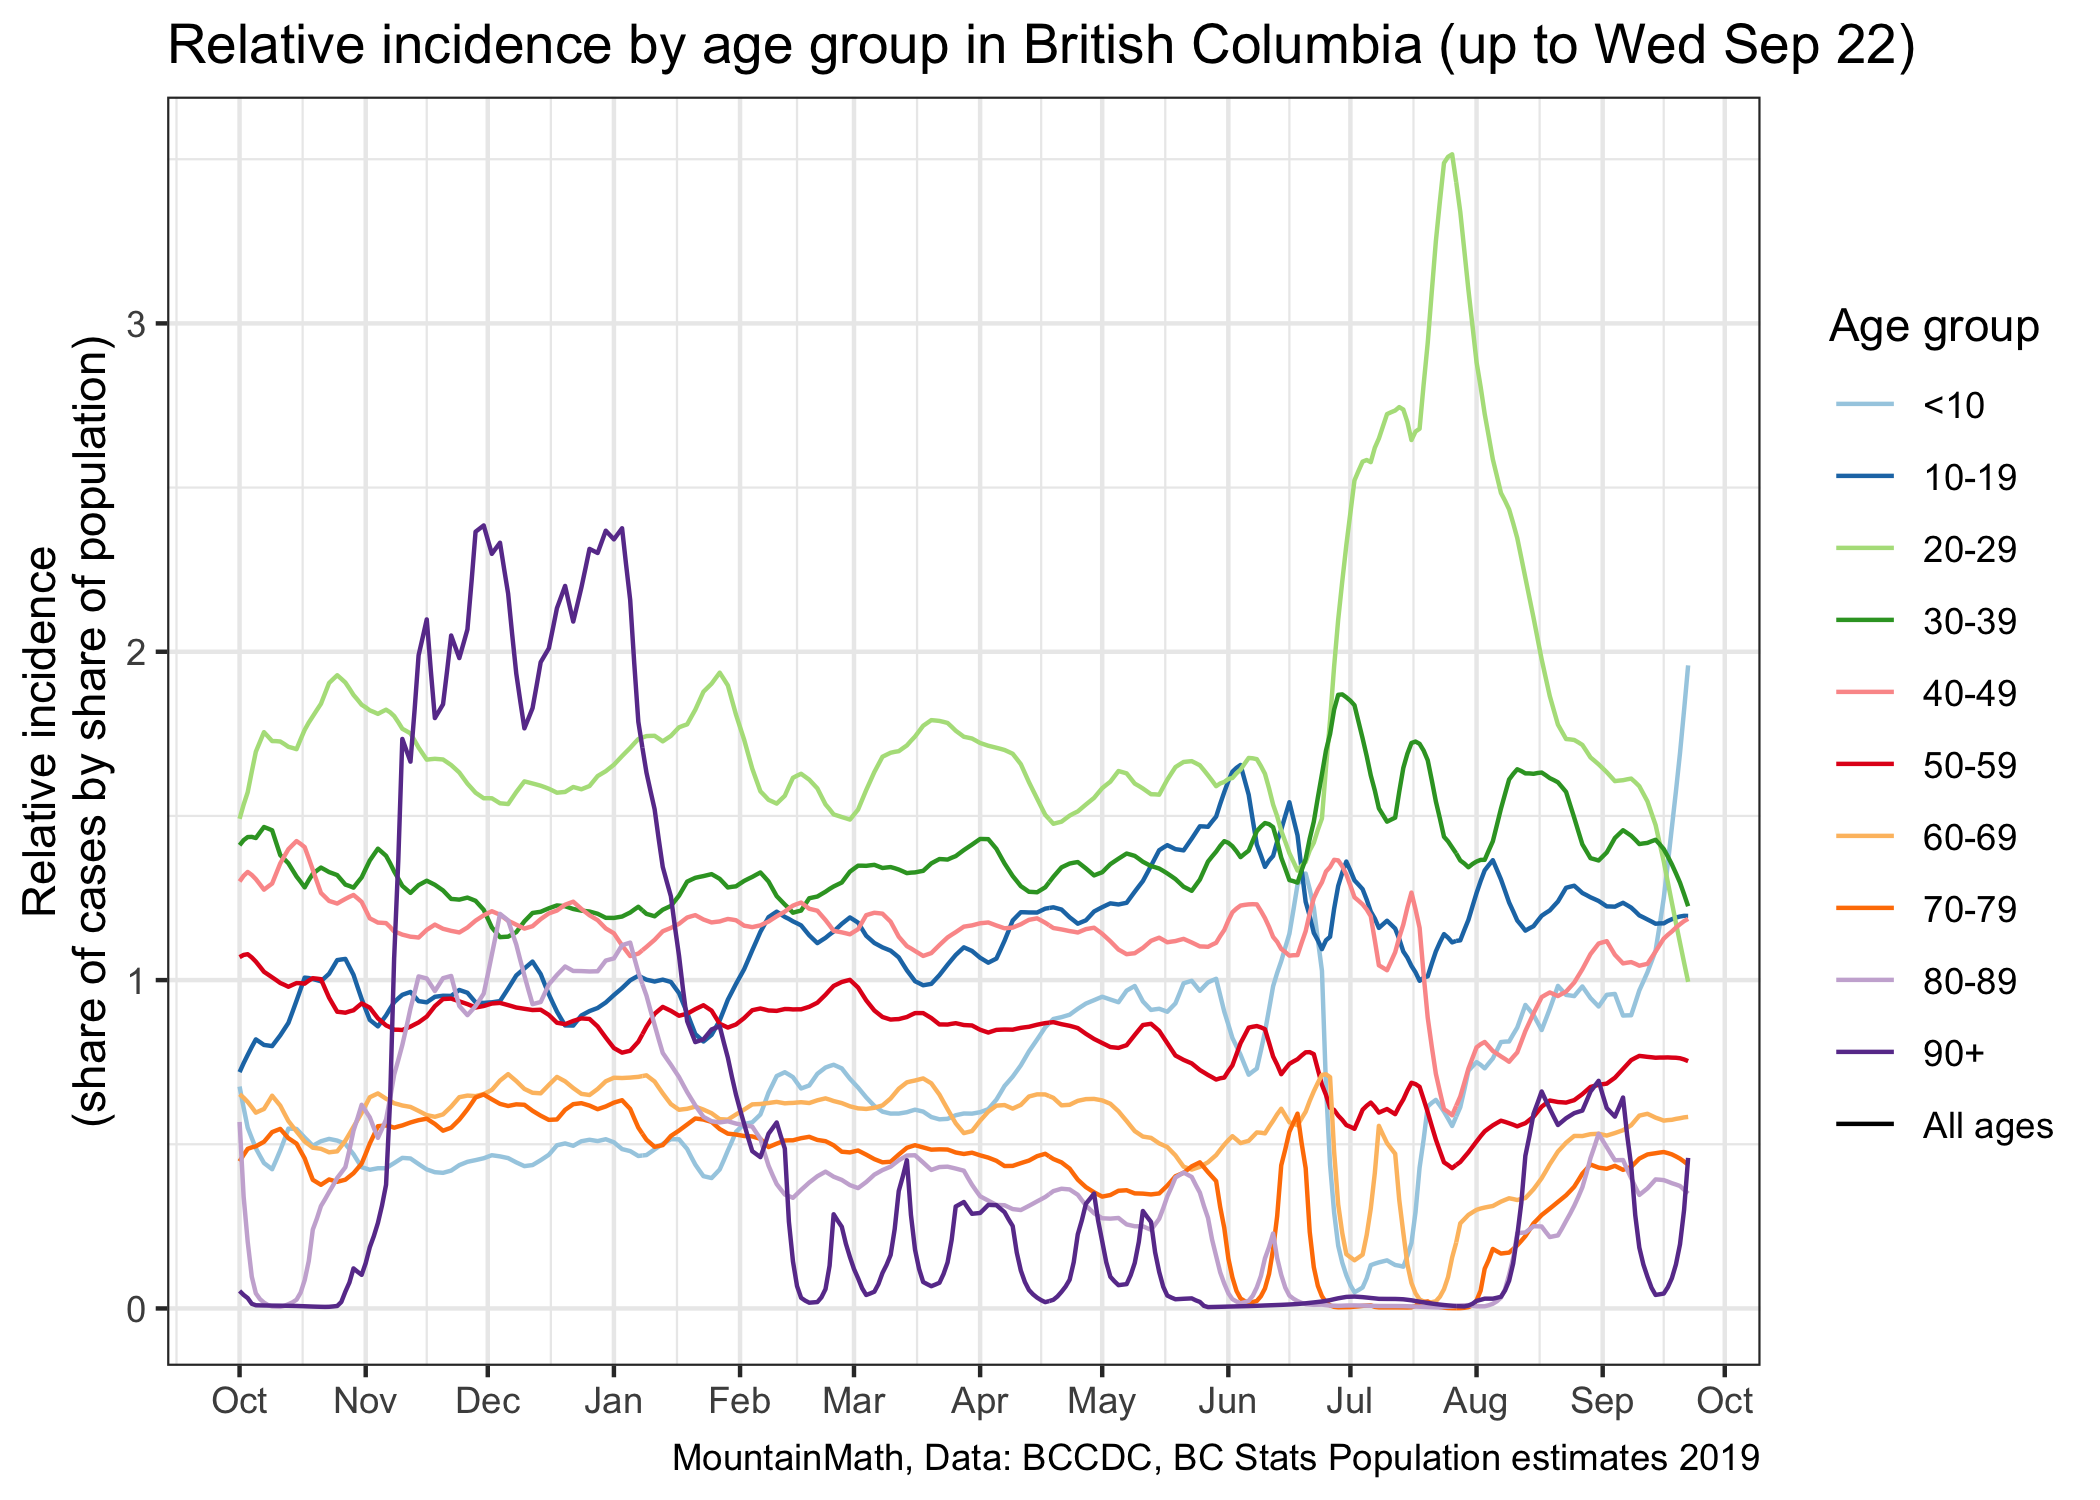 Relative incidence by age group in British Columbia (up to Wed Sep 22)
Relative incidence
(share of cases by share of population)
3
2
1
0
Oct Nov Dec Jan Feb Mar Apr May Jun Jul Aug Sep Oct
Age group
<10
10-19
20-29
30-39
40-49
50-59
60-69
70-79
80-89
90+
All ages
MountainMath, Data: BCCDC, BC Stats Population estimates 2019